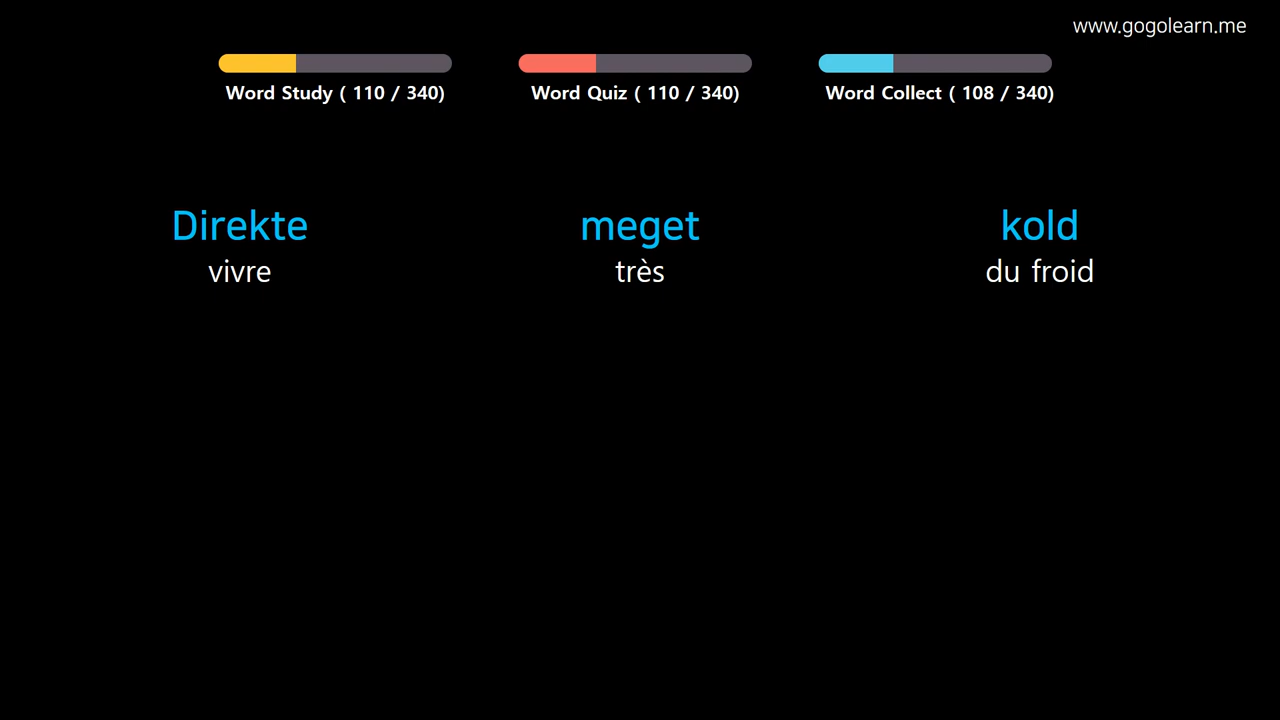 www.gogolearn.me
Word Study ( 110 / 340)
Word Quiz ( 110 / 340)
Word Collect ( 108 / 340)
Direkte
vivre
meget
très
kold
du froid